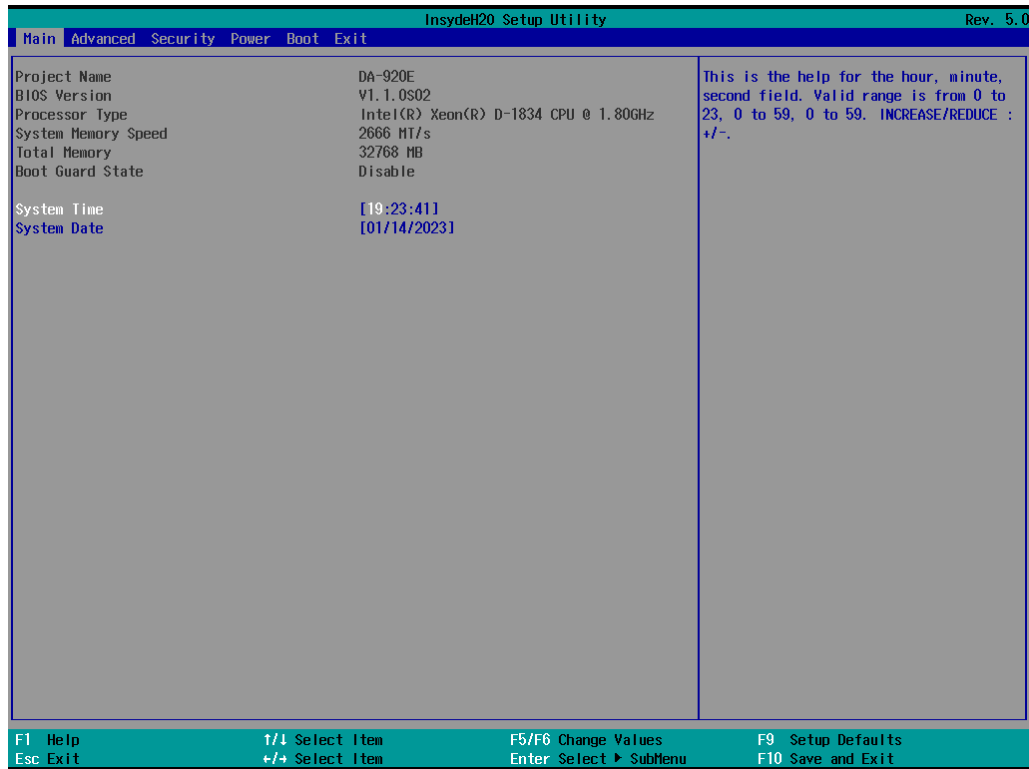 InsydeH20 Setup Utility Rev. 5.0
Main Advanced Security Power Boot Exit
Project Name DA-920E
BIOS Version V1.1.0S02
Processor Type Intel(R) Xeon(R) D-1834 CPU @ 1.80GHz
System Memory Speed 2666 MT/s
Total Memory 32768 MB
Boot Guard State Disable
System Time [19:23:41]
System Date [01/14/2023]
This is the help for the hour, minute,
second field. Valid range is from 0 to
23, 0 to 59, 0 to 59. INCREASE/REDUCE :
+/-.
F1 Help ↑/↓ Select Item F5/F6 Change Values F9 Setup Defaults
Esc Exit ←/→ Select Item Enter Select ▶ SubMenu F10 Save and Exit